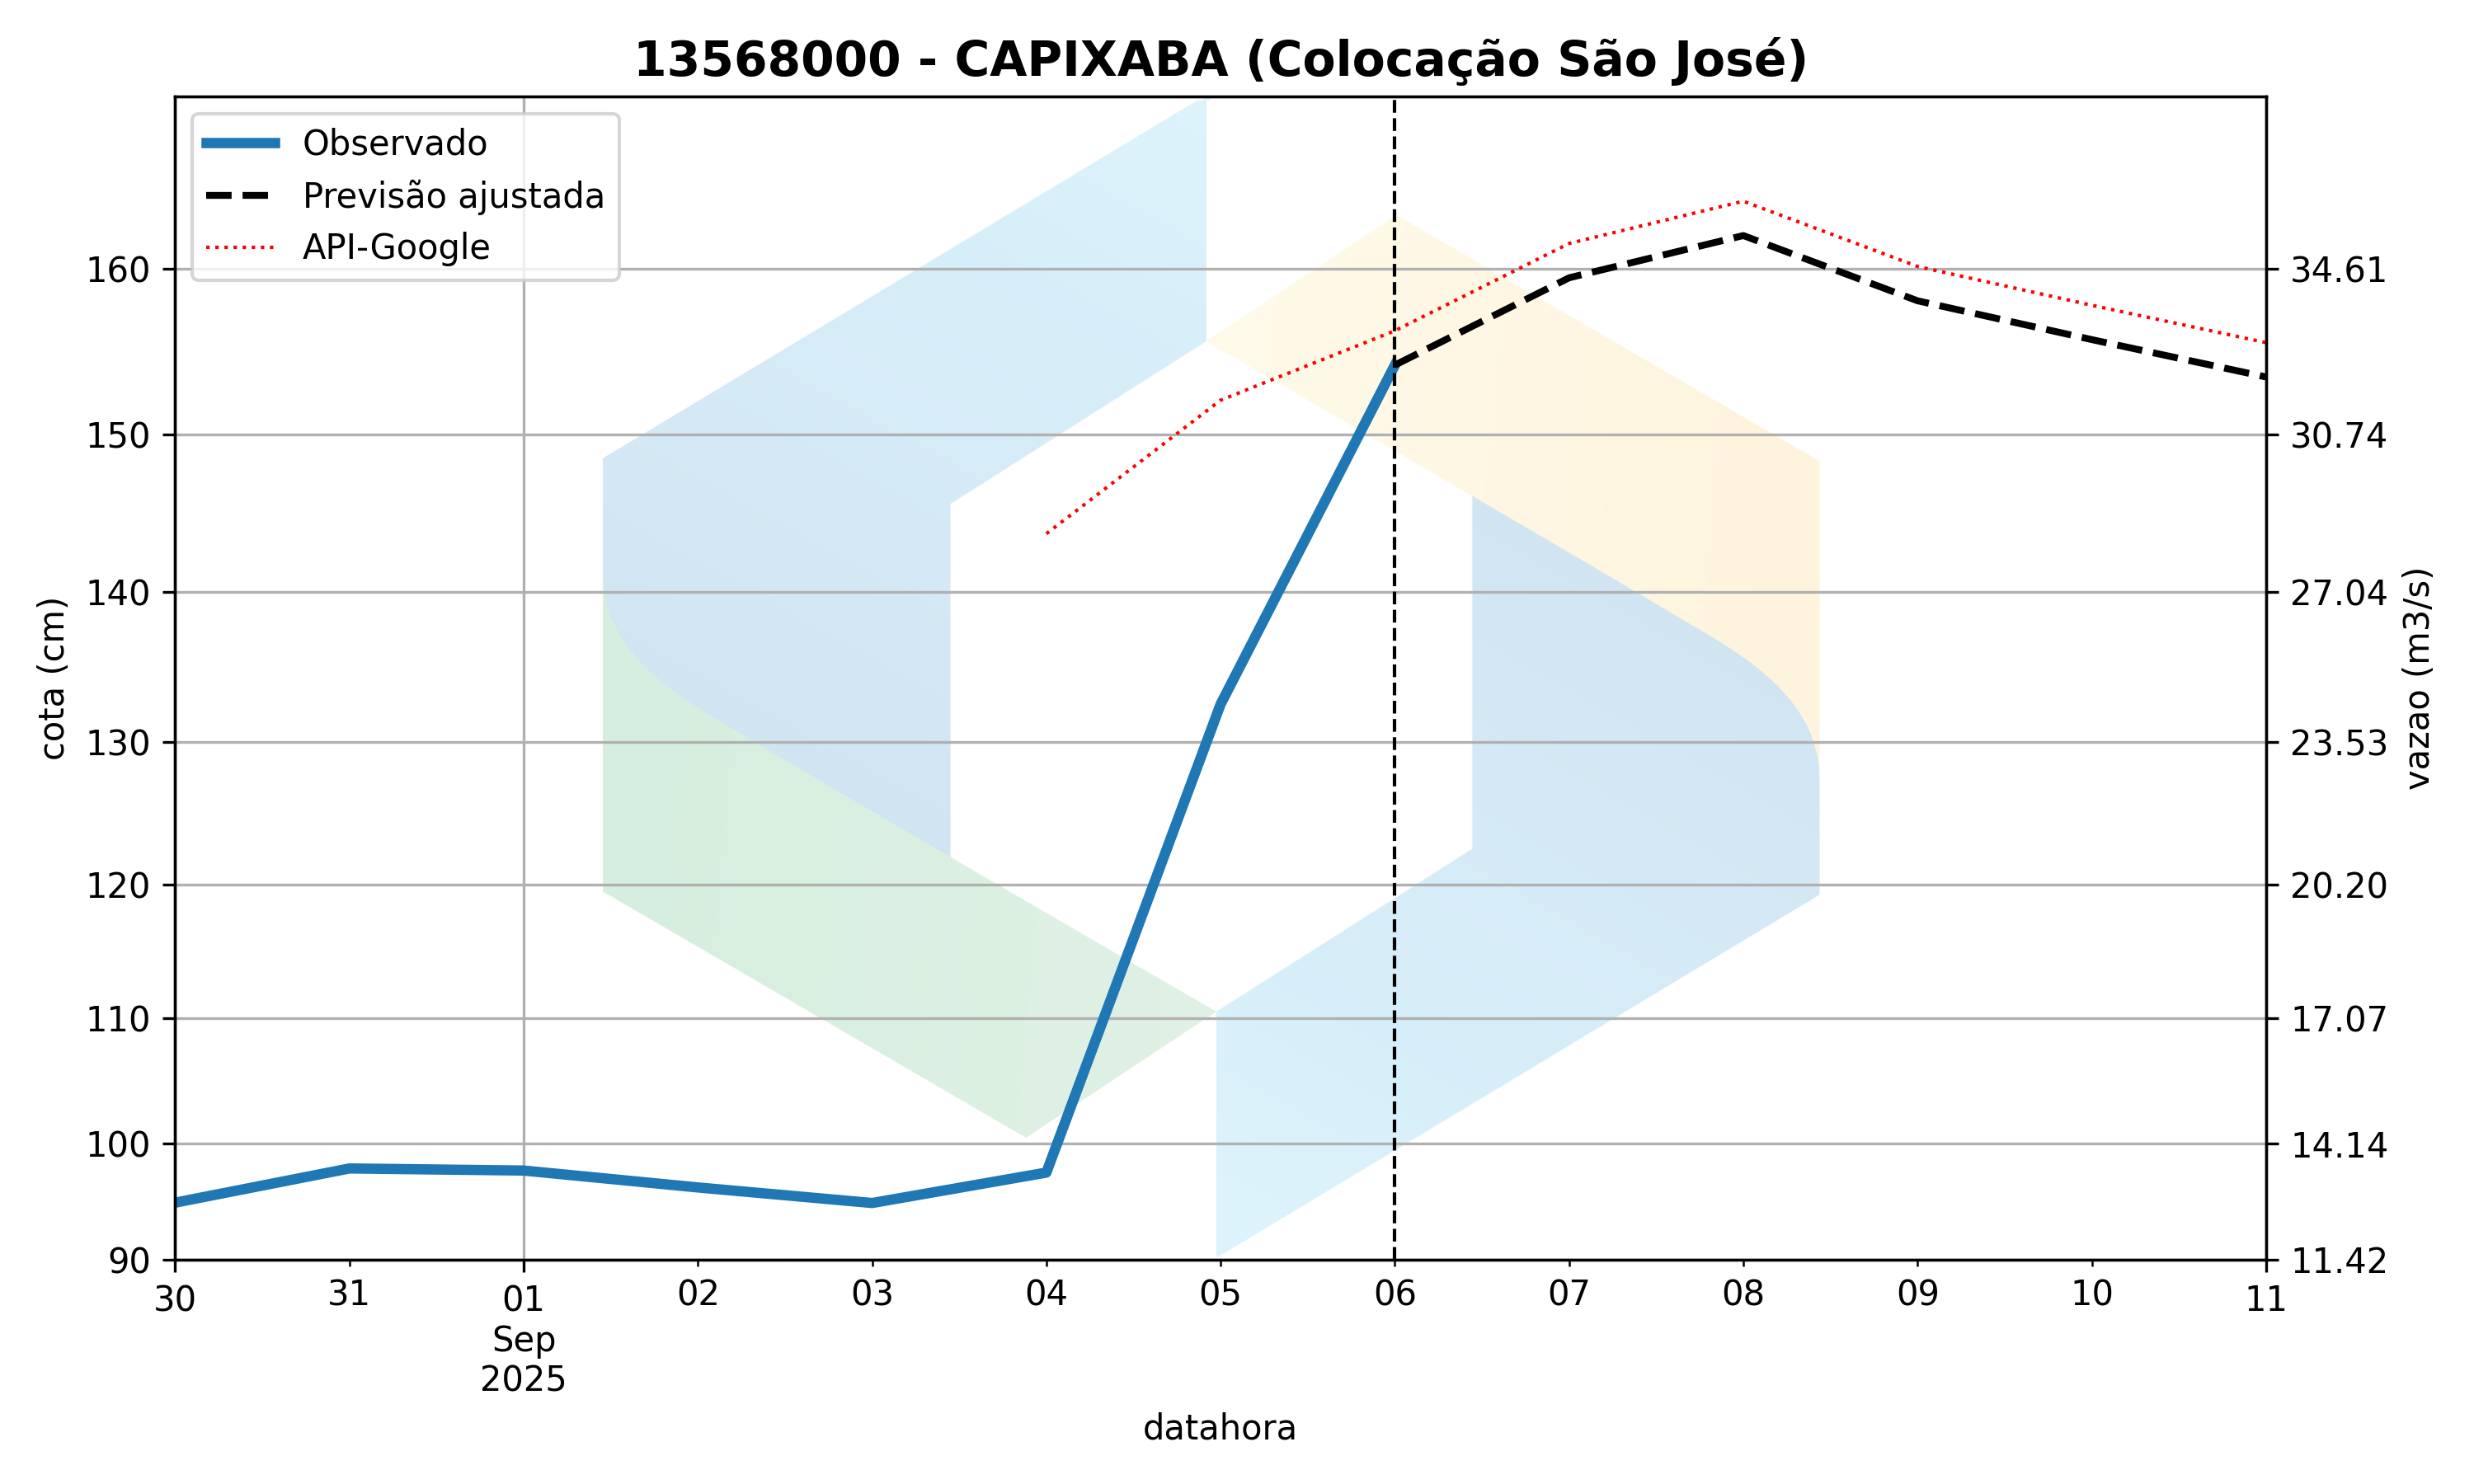 13568000 - CAPIXABA (Colocação São José)
Observado
Previsão ajustada
API-Google
160
150
140
130
120
110
100
90
cota (cm)
34.61
30.74
27.04
23.53
20.20
17.07
14.14
11.42
vazao (m3/s)
30 31 01 02 03 04 05 06 07 08 09 10 11
Sep
2025
datahora